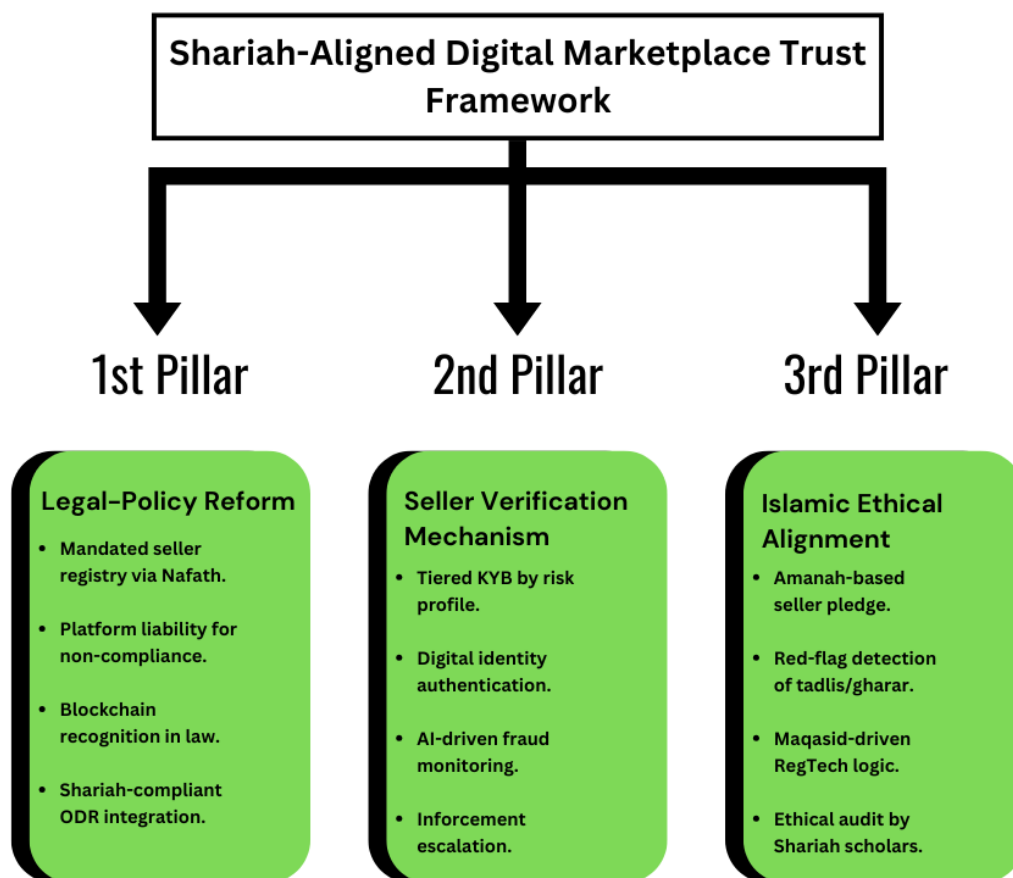 Shariah-Aligned Digital Marketplace Trust
Framework
1st Pillar
2nd Pillar
3rd Pillar
Legal-Policy Reform
• Mandated seller
registry via Nafath.
• Platform liability for
non-compliance.
• Blockchain
recognition in law.
• Shariah-compliant
ODR integration.
Seller Verification
Mechanism
• Tiered KYB by risk
profile.
• Digital identity
authentication.
• AI-driven fraud
monitoring.
• Inforcement
escalation.
Islamic Ethical
Alignment
• Amanah-based
seller pledge.
• Red-flag detection
of tadlis/gharar.
• Maqasid-driven
RegTech logic.
• Ethical audit by
Shariah scholars.